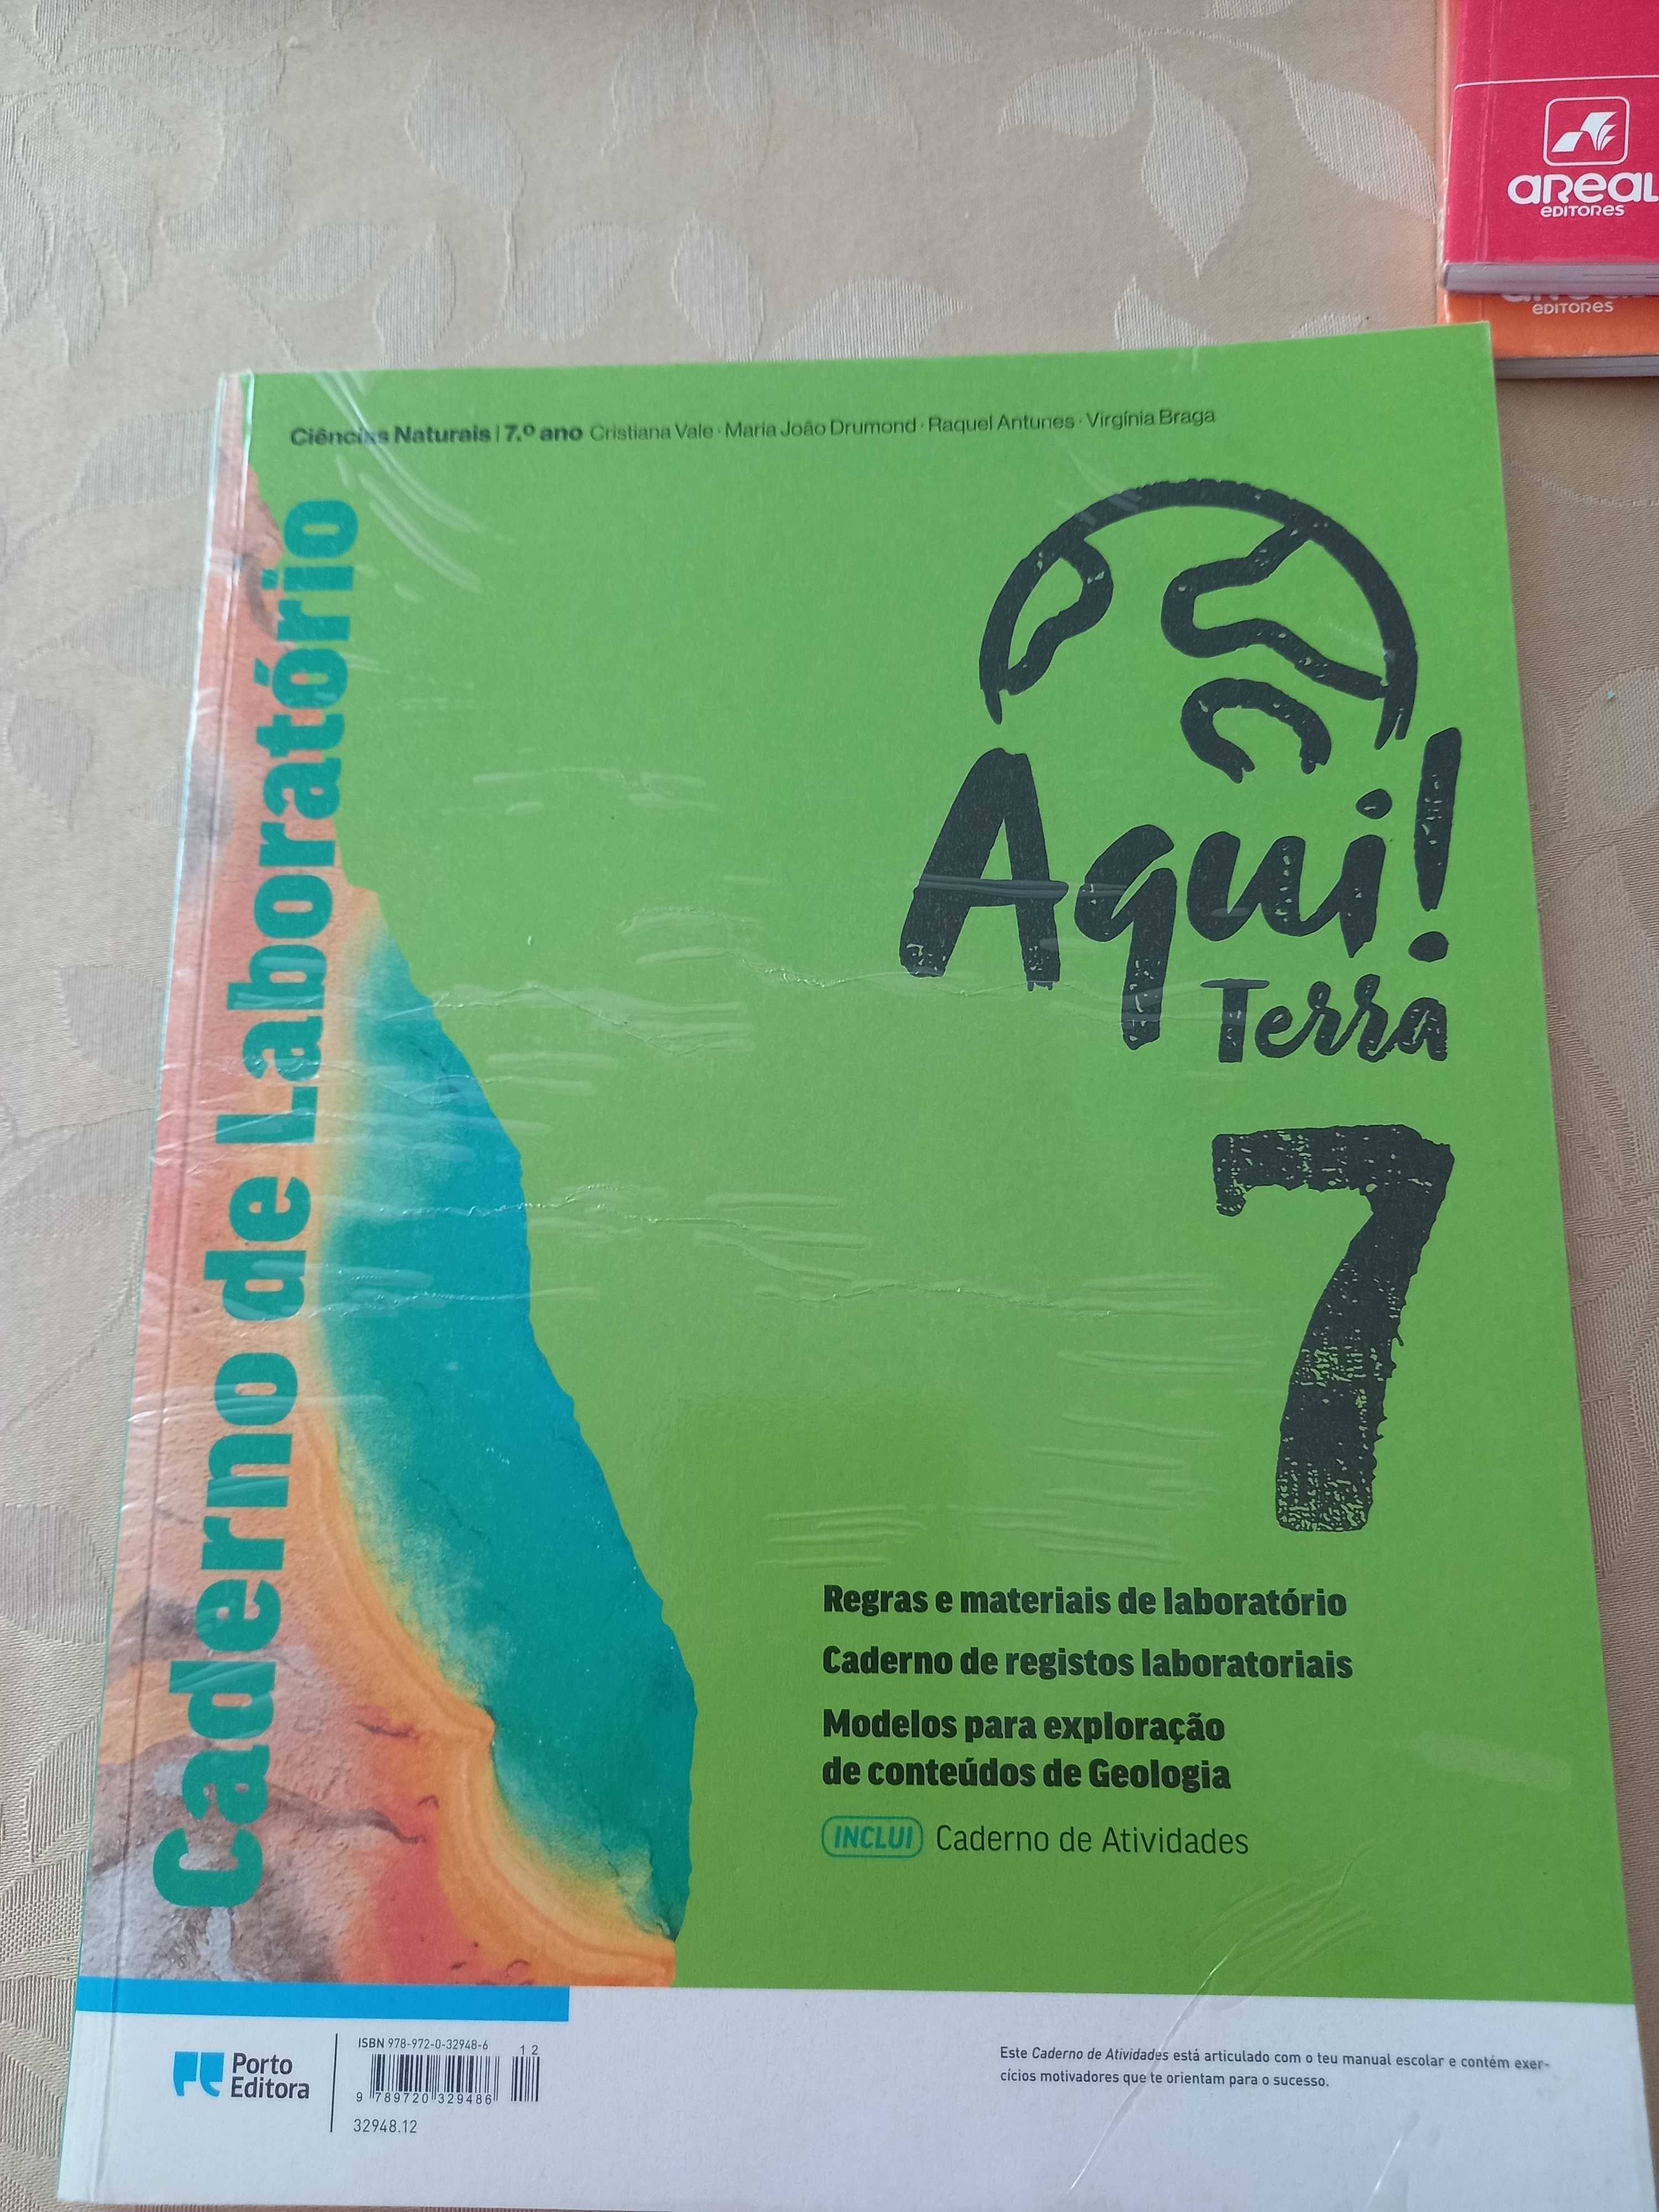 areal
editores
editores
Ciências Naturais | 7.º ano Cristiana Vale · Maria João Drumond · Raquel Antunes · Virgínia Braga
Caderno de Laboratório
Aqui!
Terra
7
Regras e materiais de laboratório
Caderno de registos laboratoriais
Modelos para exploração
de conteúdos de Geologia
INCLUI Caderno de Atividades
Porto
Editora
ISBN 978-972-0-32948-6
12
9 789720 329486
32948.12
Este Caderno de Atividades está articulado com o teu manual escolar e contém exer-
cícios motivadores que te orientam para o sucesso.